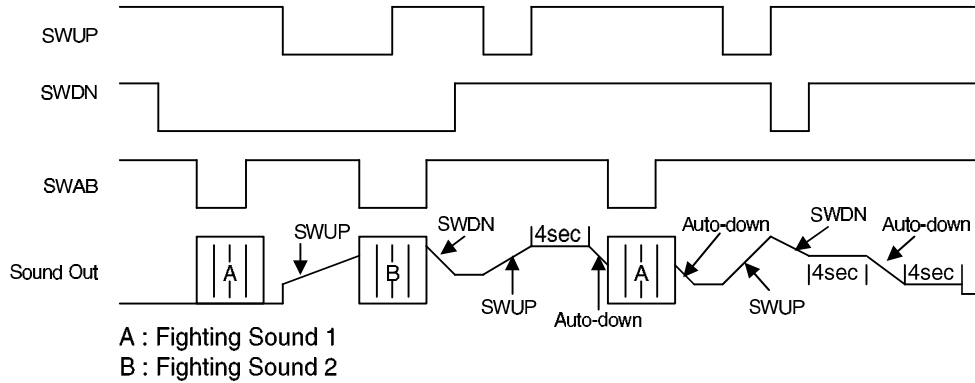 SWUP
SWDN
SWAB
Sound Out
A
SWUP
B
SWDN
SWUP
4sec
Auto-down
A
Auto-down
SWUP
SWDN
4sec
Auto-down
4sec
A : Fighting Sound 1
B : Fighting Sound 2